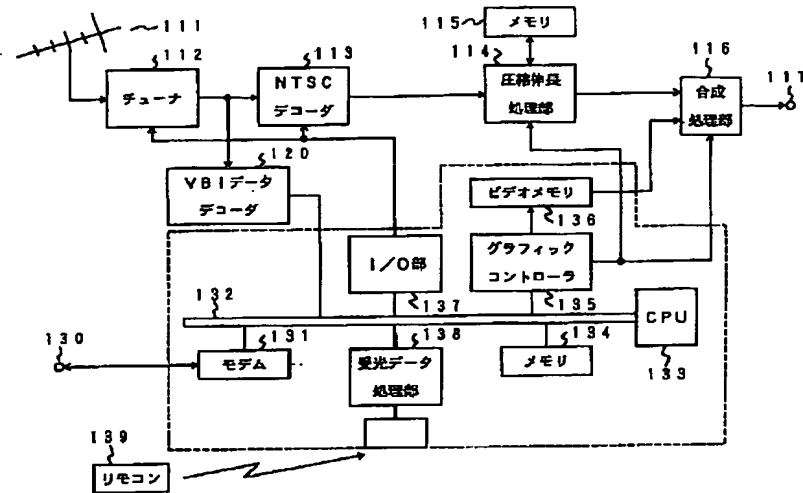 111
112
チューナ
113
NTSC
デコーダ
115
メモリ
114
圧縮伸長
処理部
116
合成
処理部
117
120
VBIデータ
デコーダ
ビデオメモリ
136
I/O部
137
グラフィック
コントローラ
135
132
CPU
133
130
131
モデム
138
受光データ
処理部
134
メモリ
139
リモコン